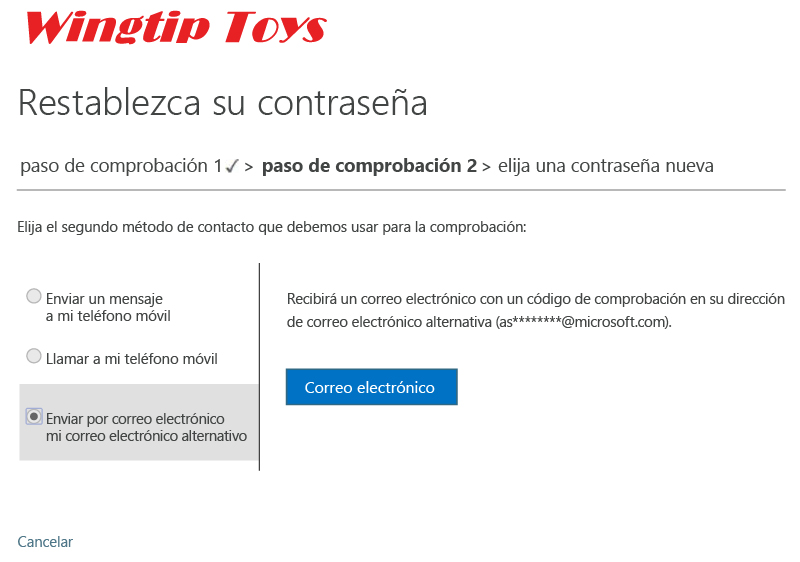 Wingtip Toys
Restablezca su contraseña
paso de comprobación 1✓ > paso de comprobación 2 > elija una contraseña nueva
Elija el segundo método de contacto que debemos usar para la comprobación:
Enviar un mensaje
a mi teléfono móvil
Llamar a mi teléfono móvil
Enviar por correo electrónico
mi correo electrónico alternativo
Recibirá un correo electrónico con un código de comprobación en su dirección
de correo electrónico alternativa (as********@microsoft.com).
Correo electrónico
Cancelar